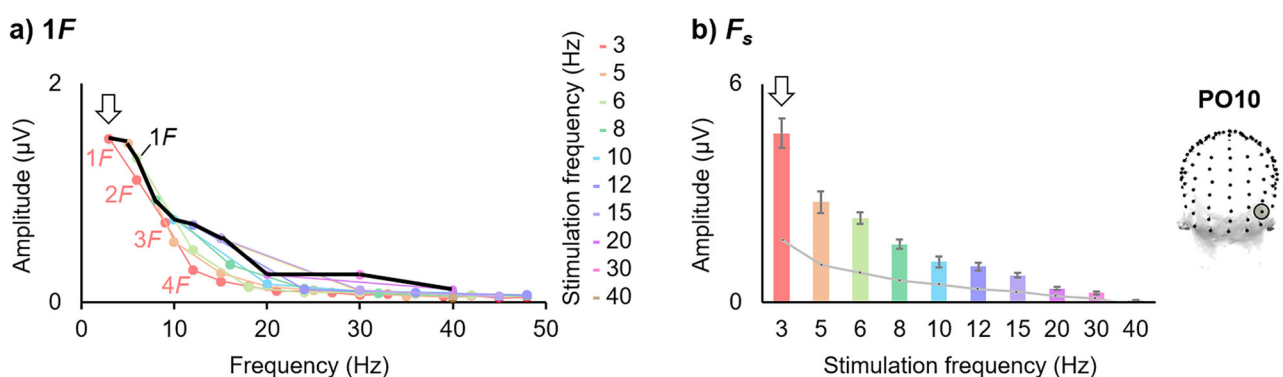 a) 1F
Amplitude (µV)
2
0
1F
1F
2F
3F
4F
0 10 20 30 40 50
Frequency (Hz)
Stimulation frequency (Hz)
3
5
6
8
10
12
15
20
30
40
b) Fs
Amplitude (µV)
6
0
3 5 6 8 10 12 15 20 30 40
Stimulation frequency (Hz)
PO10